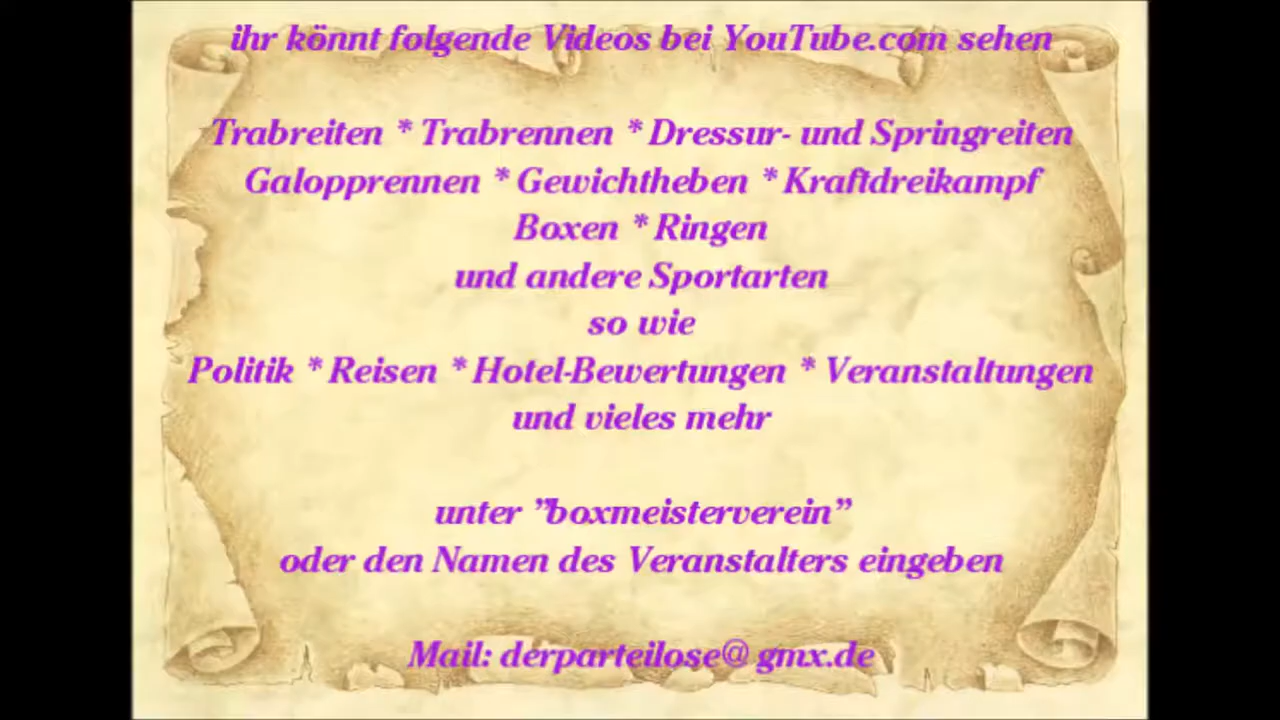 ihr könnt folgende Videos bei YouTube.com sehen
Trabreiten * Trabrennen * Dressur- und Springreiten
Galopprennen * Gewichtheben * Kraftdreikampf
Boxen * Ringen
und andere Sportarten
so wie
Politik * Reisen * Hotel-Bewertungen * Veranstaltungen
und vieles mehr
unter "boxmeisterverein"
oder den Namen des Veranstalters eingeben
Mail: derparteilose@gmx.de